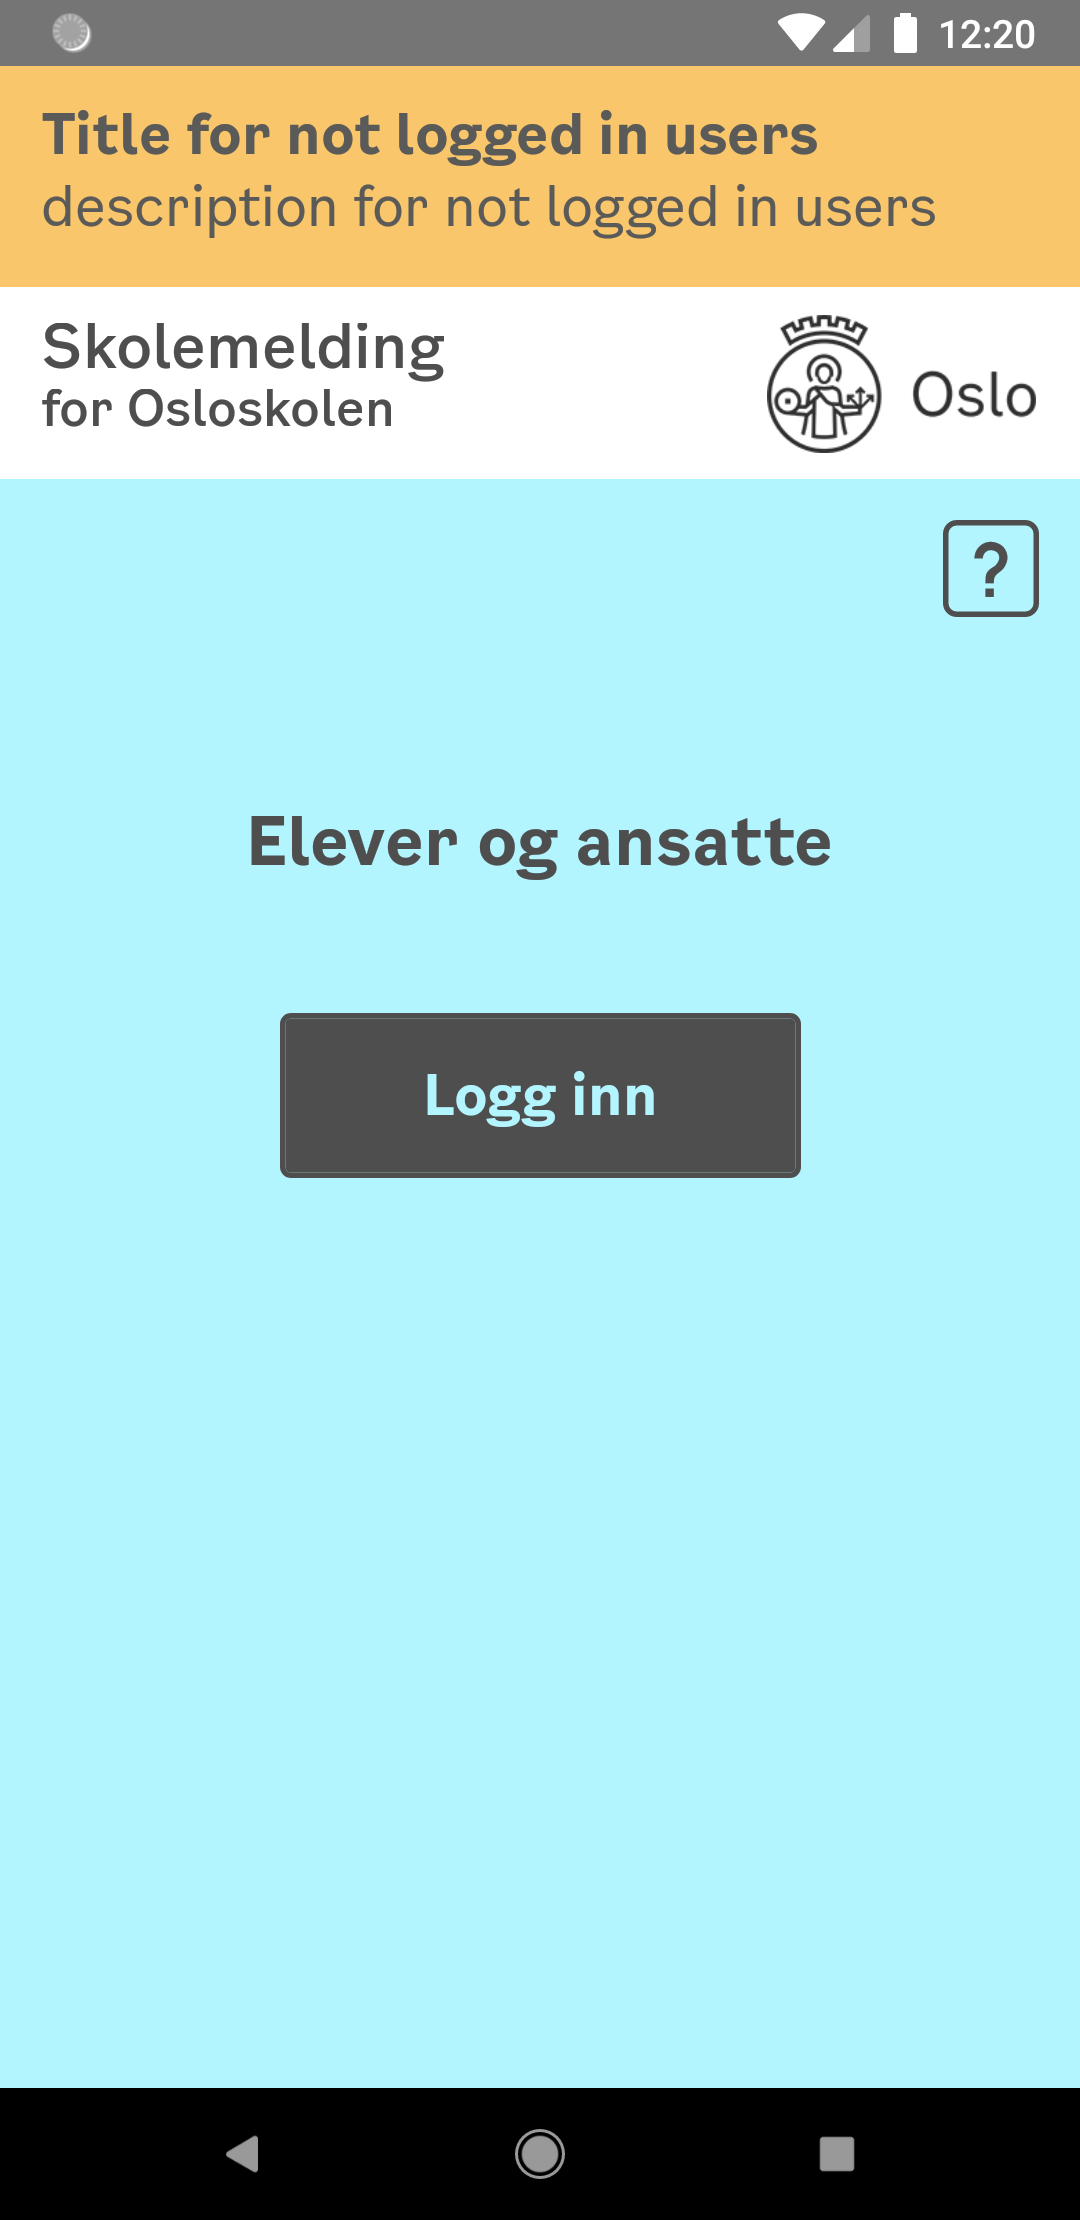 12:20
Title for not logged in users
description for not logged in users
Skolemelding
for Osloskolen
Oslo
?
Elever og ansatte
Logg inn